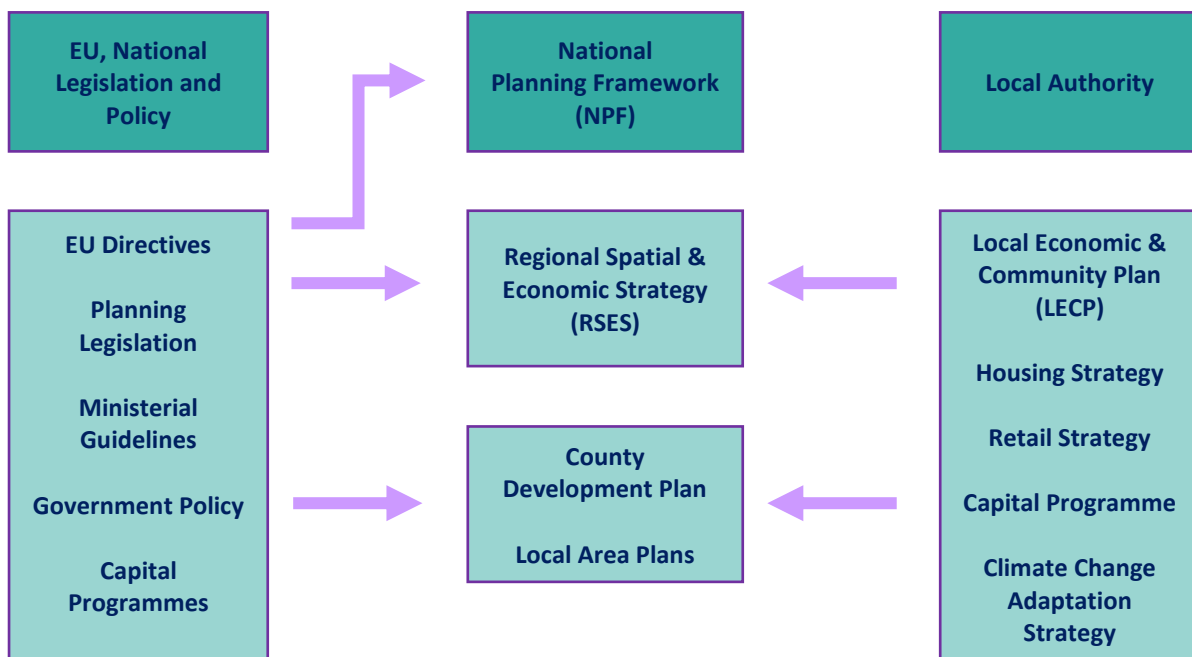 EU, National
Legislation and
Policy
National
Planning Framework
(NPF)
Local Authority
EU Directives
Planning
Legislation
Ministerial
Guidelines
Government Policy
Capital
Programmes
Regional Spatial &
Economic Strategy
(RSES)
County
Development Plan
Local Area Plans
Local Economic &
Community Plan
(LECP)
Housing Strategy
Retail Strategy
Capital Programme
Climate Change
Adaptation
Strategy